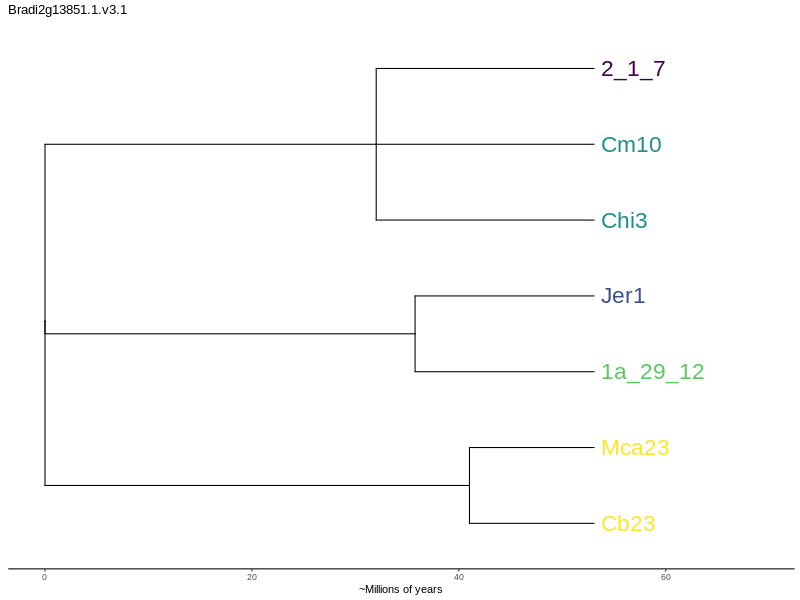 Bradi2g13851.1.v3.1
2_1_7
Cm10
Chi3
Jer1
1a_29_12
Mca23
Cb23
0 20 40 60
~Millions of years